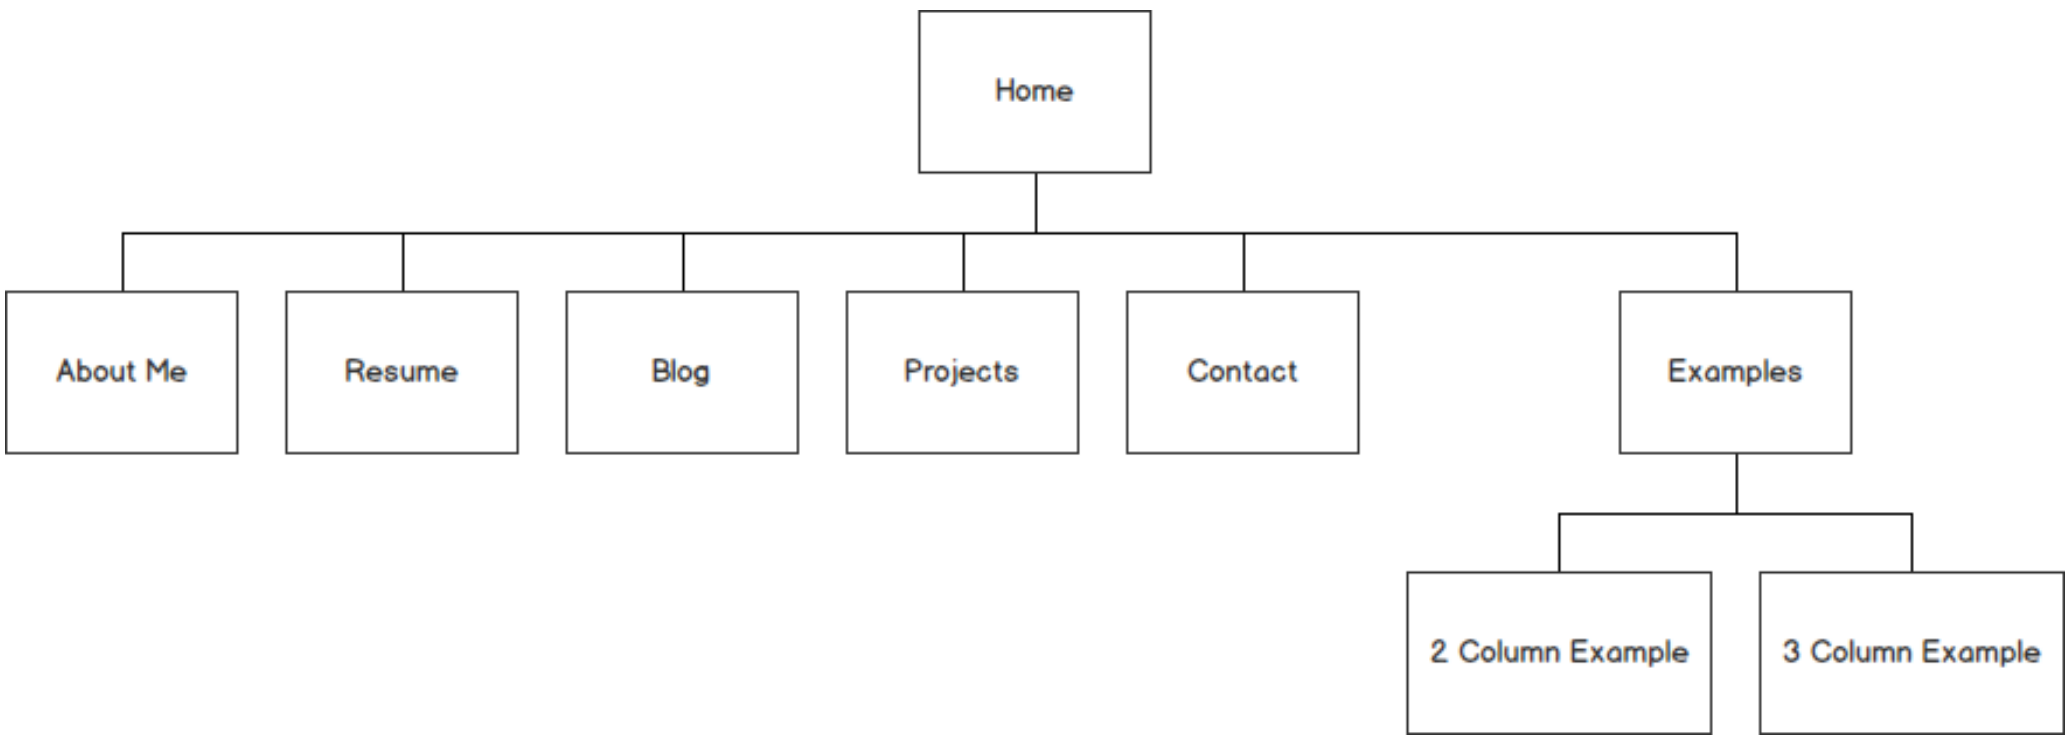 Home
About Me
Resume
Blog
Projects
Contact
Examples
2 Column Example
3 Column Example